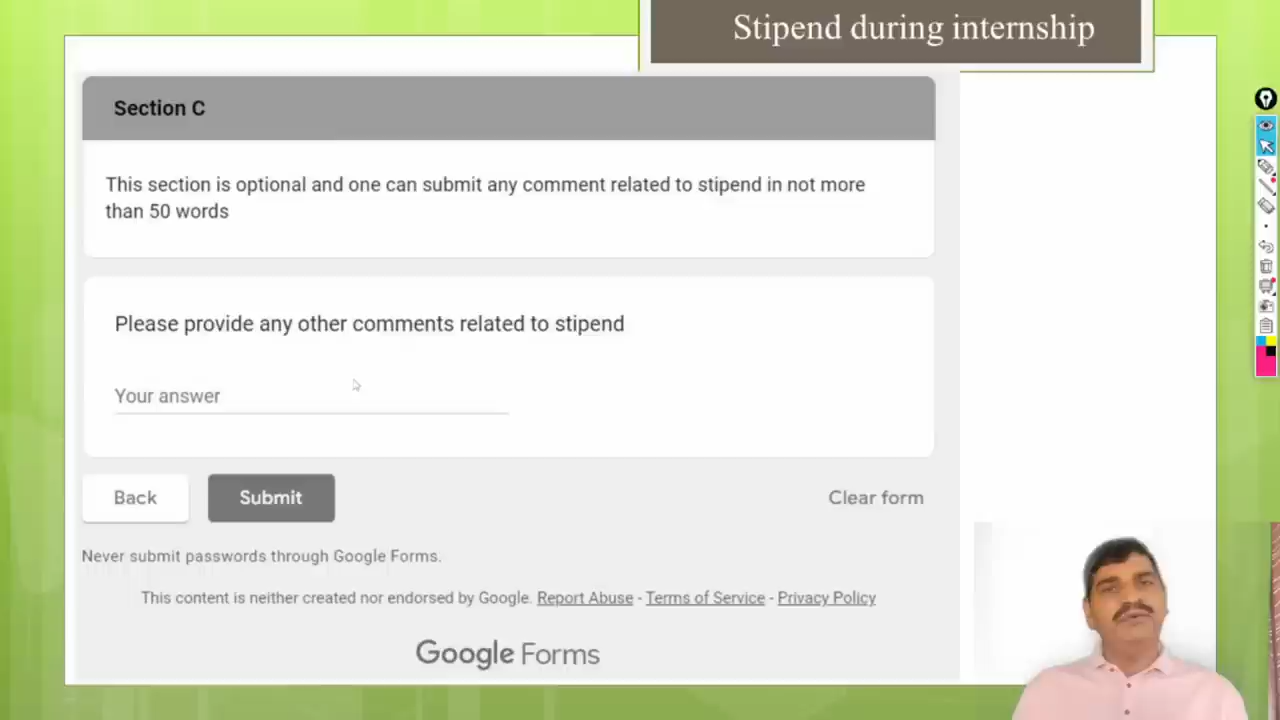 Stipend during internship
Section C
This section is optional and one can submit any comment related to stipend in not more
than 50 words
Please provide any other comments related to stipend
Your answer
Back
Submit
Clear form
Never submit passwords through Google Forms.
This content is neither created nor endorsed by Google. Report Abuse - Terms of Service - Privacy Policy
Google Forms